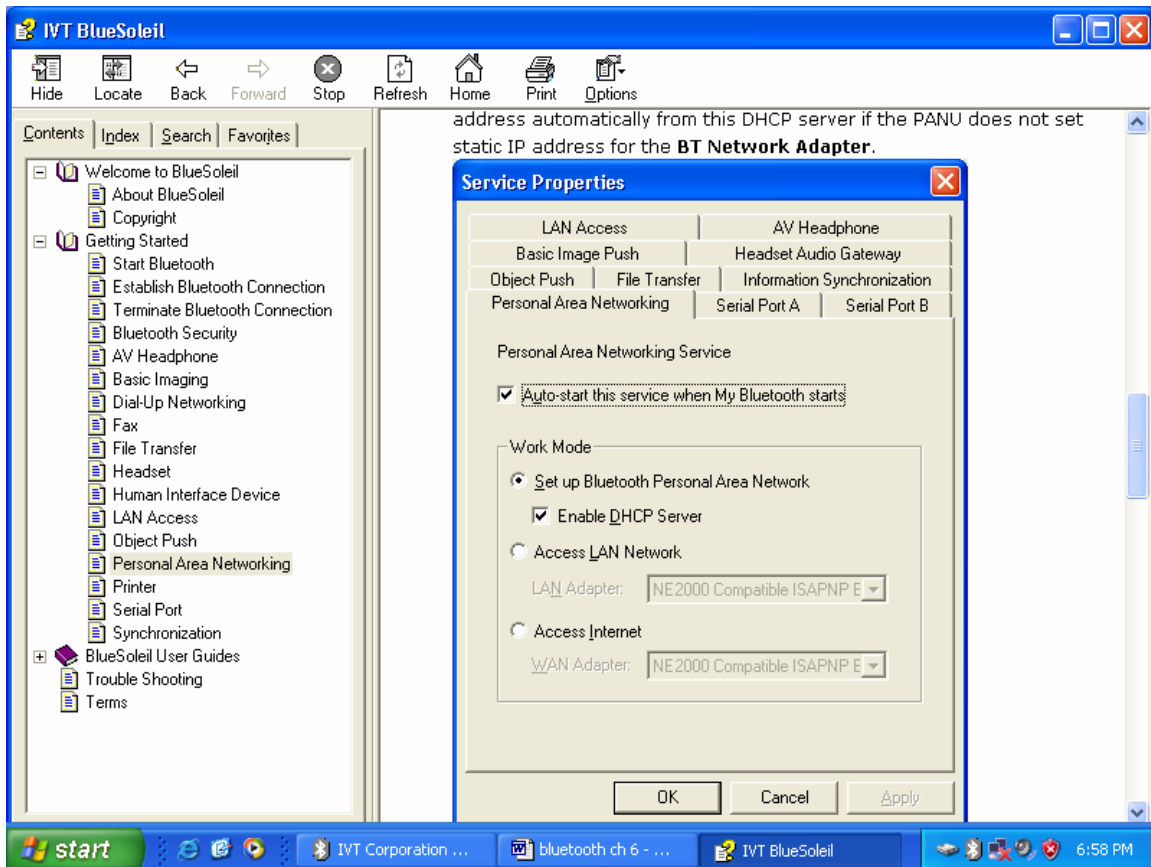 IVT BlueSoleil
Hide Locate Back Forward Stop Refresh Home Print Options
Contents Index Search Favorites
Welcome to BlueSoleil
About BlueSoleil
Copyright
Getting Started
Start Bluetooth
Establish Bluetooth Connection
Terminate Bluetooth Connection
Bluetooth Security
AV Headphone
Basic Imaging
Dial-Up Networking
Fax
File Transfer
Headset
Human Interface Device
LAN Access
Object Push
Personal Area Networking
Printer
Serial Port
Synchronization
BlueSoleil User Guides
Trouble Shooting
Terms
address automatically from this DHCP server if the PANU does not set
static IP address for the BT Network Adapter.
Service Properties
LAN Access AV Headphone
Basic Image Push Headset Audio Gateway
Object Push File Transfer Information Synchronization
Personal Area Networking Serial Port A Serial Port B
Personal Area Networking Service
Auto-start this service when My Bluetooth starts
Work Mode
Set up Bluetooth Personal Area Network
Enable DHCP Server
Access LAN Network
LAN Adapter: NE2000 Compatible ISAPNP E
Access Internet
WAN Adapter: NE2000 Compatible ISAPNP E
OK Cancel Apply
start IVT Corporation ... bluetooth ch 6 - ... IVT BlueSoleil 6:58 PM